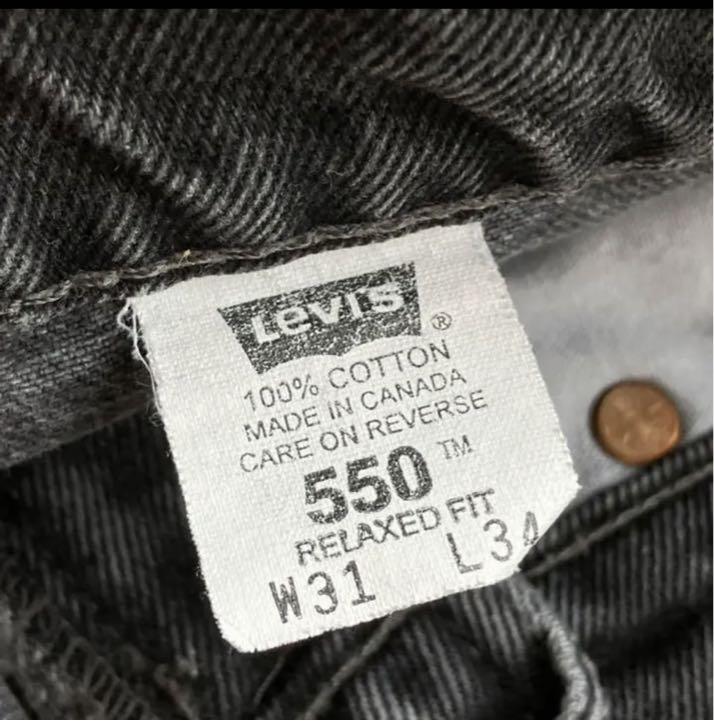 Levi's ®
100% COTTON
MADE IN CANADA
CARE ON REVERSE
550 ™
RELAXED FIT
W31 L34